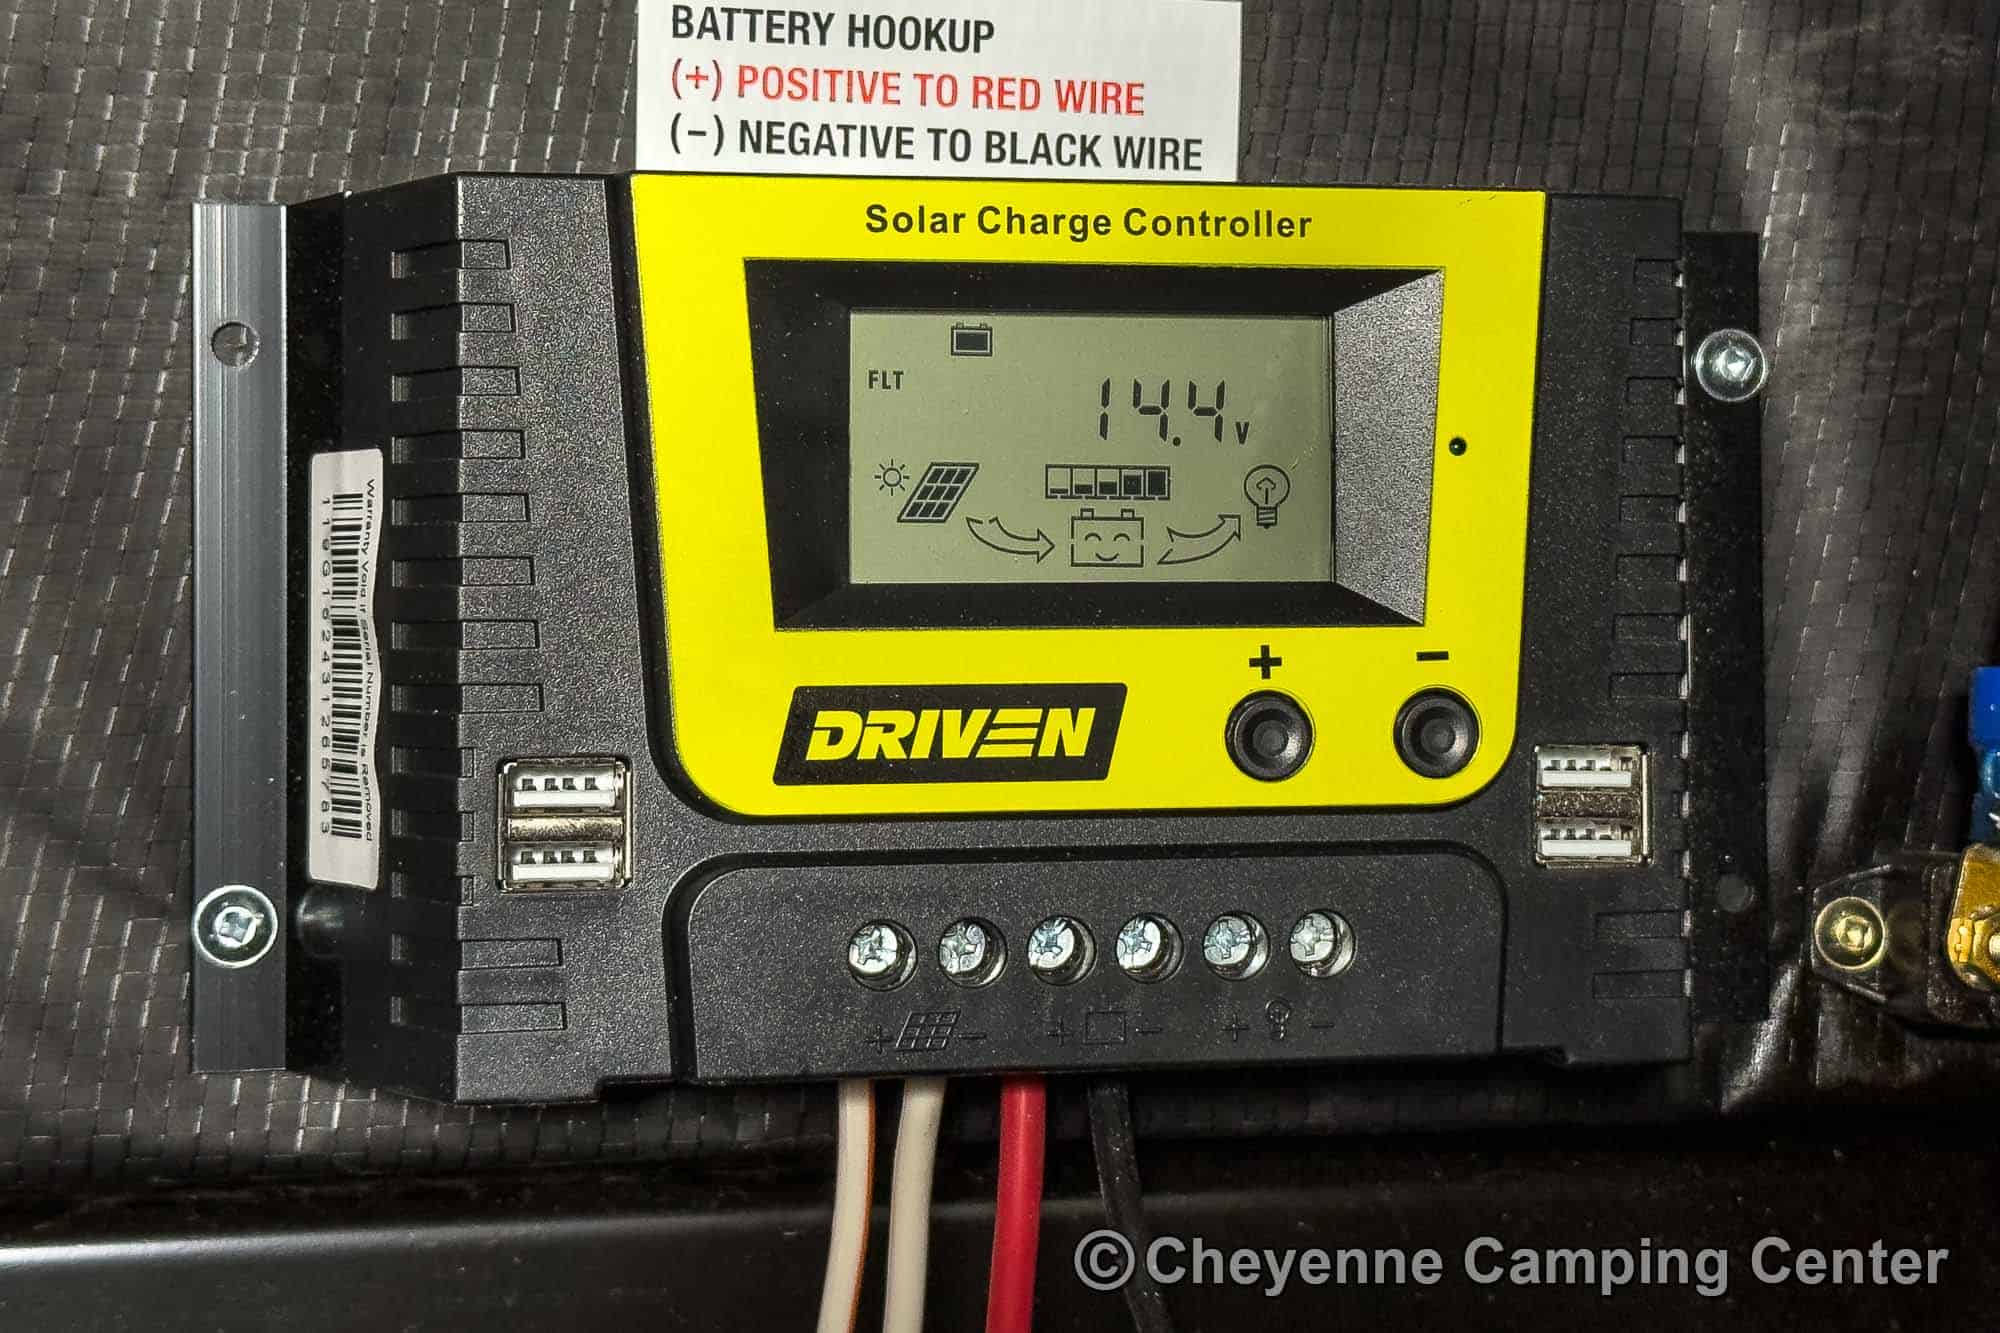 BATTERY HOOKUP
(+) POSITIVE TO RED WIRE
(-) NEGATIVE TO BLACK WIRE
Solar Charge Controller
FLT
14.4 V
+ -
DRIVEN
Warranty Void if Serial Number is Removed
+ - + - + -
©Cheyenne Camping Center